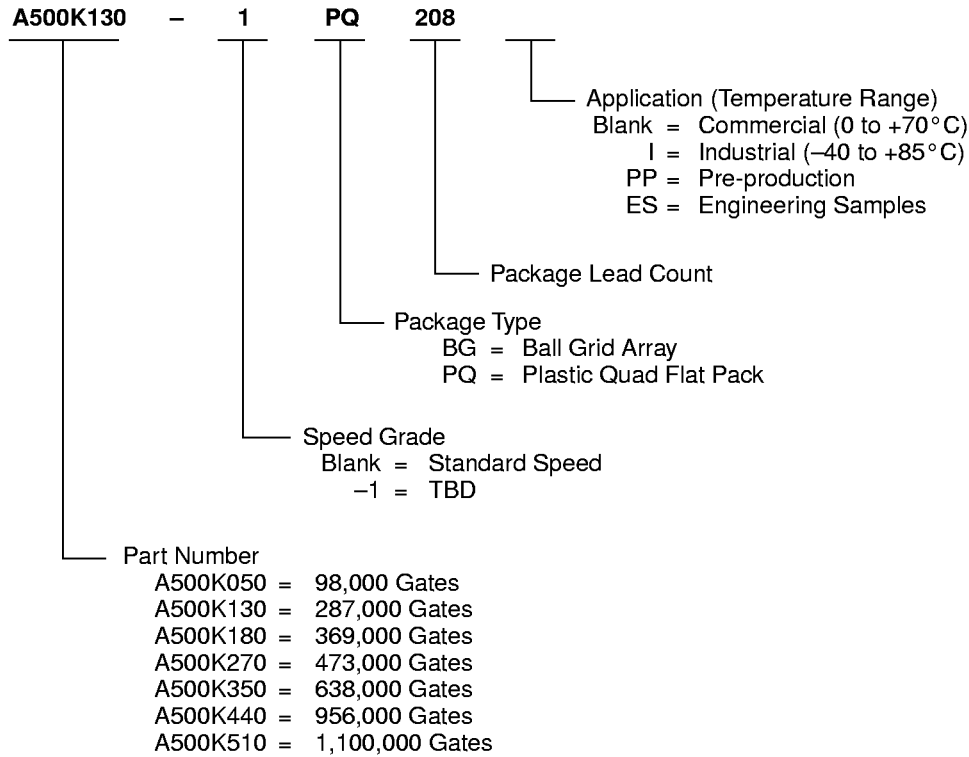 A500K130 – 1 PQ 208
Application (Temperature Range)
Blank = Commercial (0 to +70°C)
I = Industrial (–40 to +85°C)
PP = Pre-production
ES = Engineering Samples
Package Lead Count
Package Type
BG = Ball Grid Array
PQ = Plastic Quad Flat Pack
Speed Grade
Blank = Standard Speed
–1 = TBD
Part Number
A500K050 = 98,000 Gates
A500K130 = 287,000 Gates
A500K180 = 369,000 Gates
A500K270 = 473,000 Gates
A500K350 = 638,000 Gates
A500K440 = 956,000 Gates
A500K510 = 1,100,000 Gates